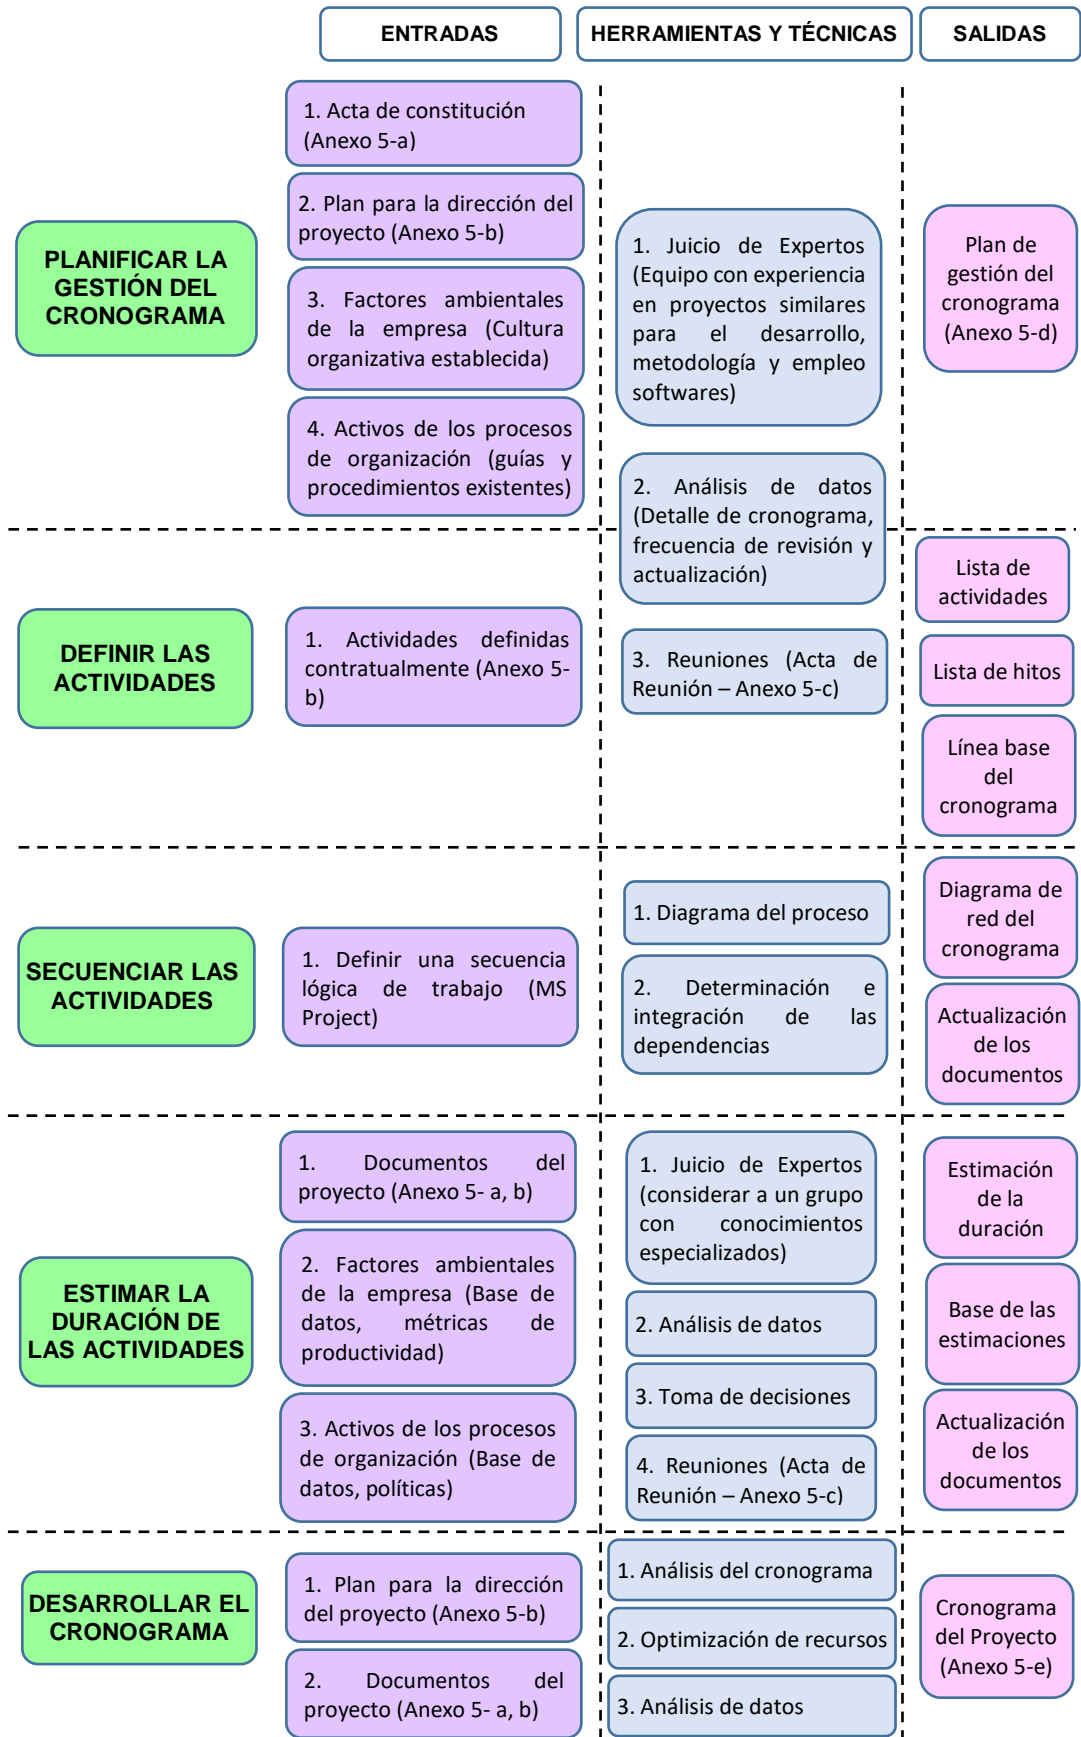 ENTRADAS
HERRAMIENTAS Y TÉCNICAS
SALIDAS
PLANIFICAR LA
GESTIÓN DEL
CRONOGRAMA
1. Acta de constitución
(Anexo 5-a)
2. Plan para la dirección del
proyecto (Anexo 5-b)
3. Factores ambientales
de la empresa (Cultura
organizativa establecida)
4. Activos de los procesos
de organización (guías y
procedimientos existentes)
1. Juicio de Expertos
(Equipo con experiencia
en proyectos similares
para el desarrollo,
metodología y empleo
softwares)
2. Análisis de datos
(Detalle de cronograma,
frecuencia de revisión y
actualización)
Plan de
gestión del
cronograma
(Anexo 5-d)
DEFINIR LAS
ACTIVIDADES
1. Actividades definidas
contractualmente (Anexo 5-
b)
3. Reuniones (Acta de
Reunión – Anexo 5-c)
Lista de
actividades
Lista de hitos
Línea base
del
cronograma
SECUENCIAR LAS
ACTIVIDADES
1. Definir una secuencia
lógica de trabajo (MS
Project)
1. Diagrama del proceso
2. Determinación e
integración de las
dependencias
Diagrama de
red del
cronograma
Actualización
de los
documentos
ESTIMAR LA
DURACIÓN DE
LAS ACTIVIDADES
1. Documentos del
proyecto (Anexo 5- a, b)
2. Factores ambientales
de la empresa (Base de
datos, métricas de
productividad)
3. Activos de los procesos
de organización (Base de
datos, políticas)
1. Juicio de Expertos
(considerar a un grupo
con conocimientos
especializados)
2. Análisis de datos
3. Toma de decisiones
4. Reuniones (Acta de
Reunión – Anexo 5-c)
Estimación
de la
duración
Base de las
estimaciones
Actualización
de los
documentos
DESARROLLAR EL
CRONOGRAMA
1. Plan para la dirección
del proyecto (Anexo 5-b)
2. Documentos del
proyecto (Anexo 5- a, b)
1. Análisis del cronograma
2. Optimización de recursos
3. Análisis de datos
Cronograma
del Proyecto
(Anexo 5-e)